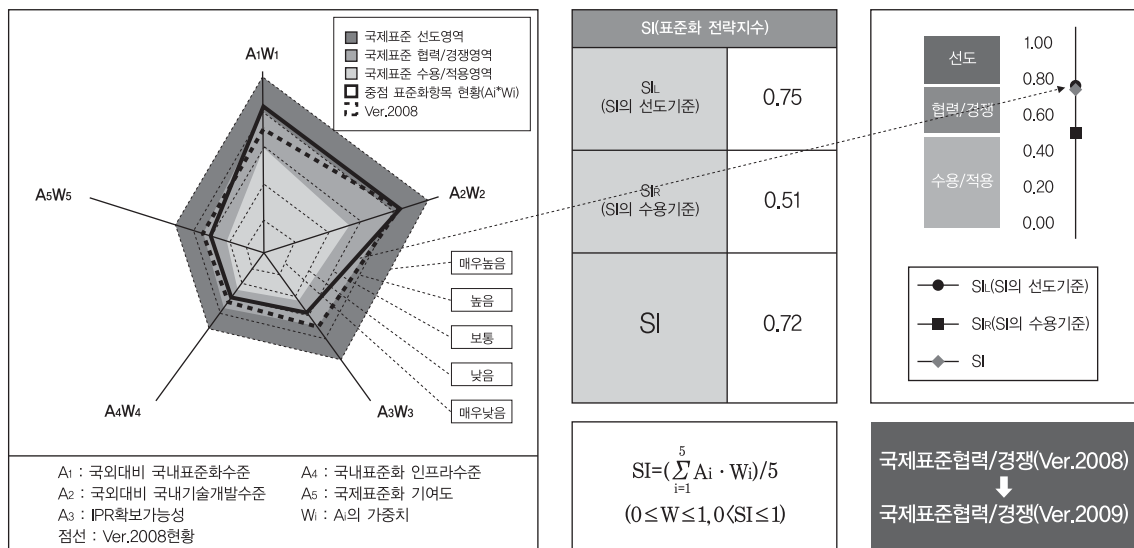 A1W1
A2W2
A3W3
A4W4
A5W5
국제표준 선도영역
국제표준 협력/경쟁영역
국제표준 수용/적용영역
중점 표준화항목 현황(Ai*Wi)
Ver.2008
매우높음
높음
보통
낮음
매우낮음
A1 : 국외대비 국내표준화수준
A2 : 국외대비 국내기술개발수준
A3 : IPR확보가능성
점선 : Ver.2008현황
A4 : 국내표준화 인프라수준
A5 : 국제표준화 기여도
Wi : Ai의 가중치
SI(표준화 전략지수)
SIL
(SI의 선도기준)
0.75
SIR
(SI의 수용기준)
0.51
SI
0.72
SI=(∑Ai · Wi)/5
5
i=1
(0≤W≤1, 0<SI≤1)
선도
협력/경쟁
수용/적용
1.00
0.80
0.60
0.40
0.20
0.00
SIL(SI의 선도기준)
SIR(SI의 수용기준)
SI
국제표준협력/경쟁(Ver.2008)
국제표준협력/경쟁(Ver.2009)